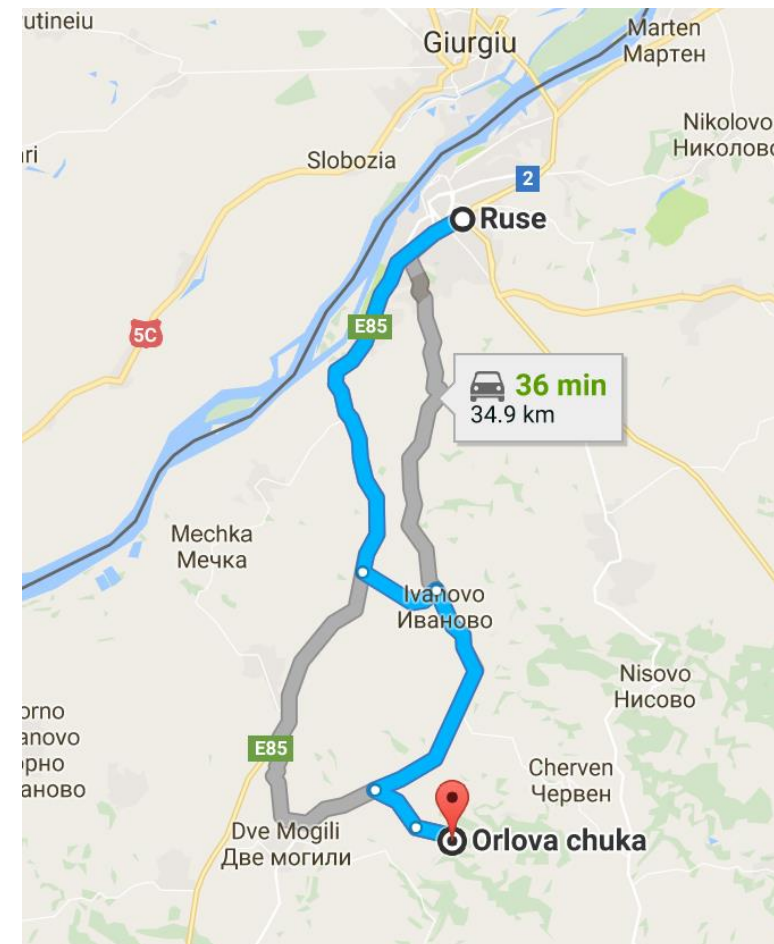 utineiu
Giurgiu
Marten
Мартен
Nikolovo
Николово
ri
Slobozia
2
Ruse
5C
E85
36 min
34.9 km
Mechka
Мечка
Ivanovo
Иваново
Nisovo
Нисово
orno
anovo
орно
аново
E85
Cherven
Червен
Dve Mogili
Две могили
Orlova chuka